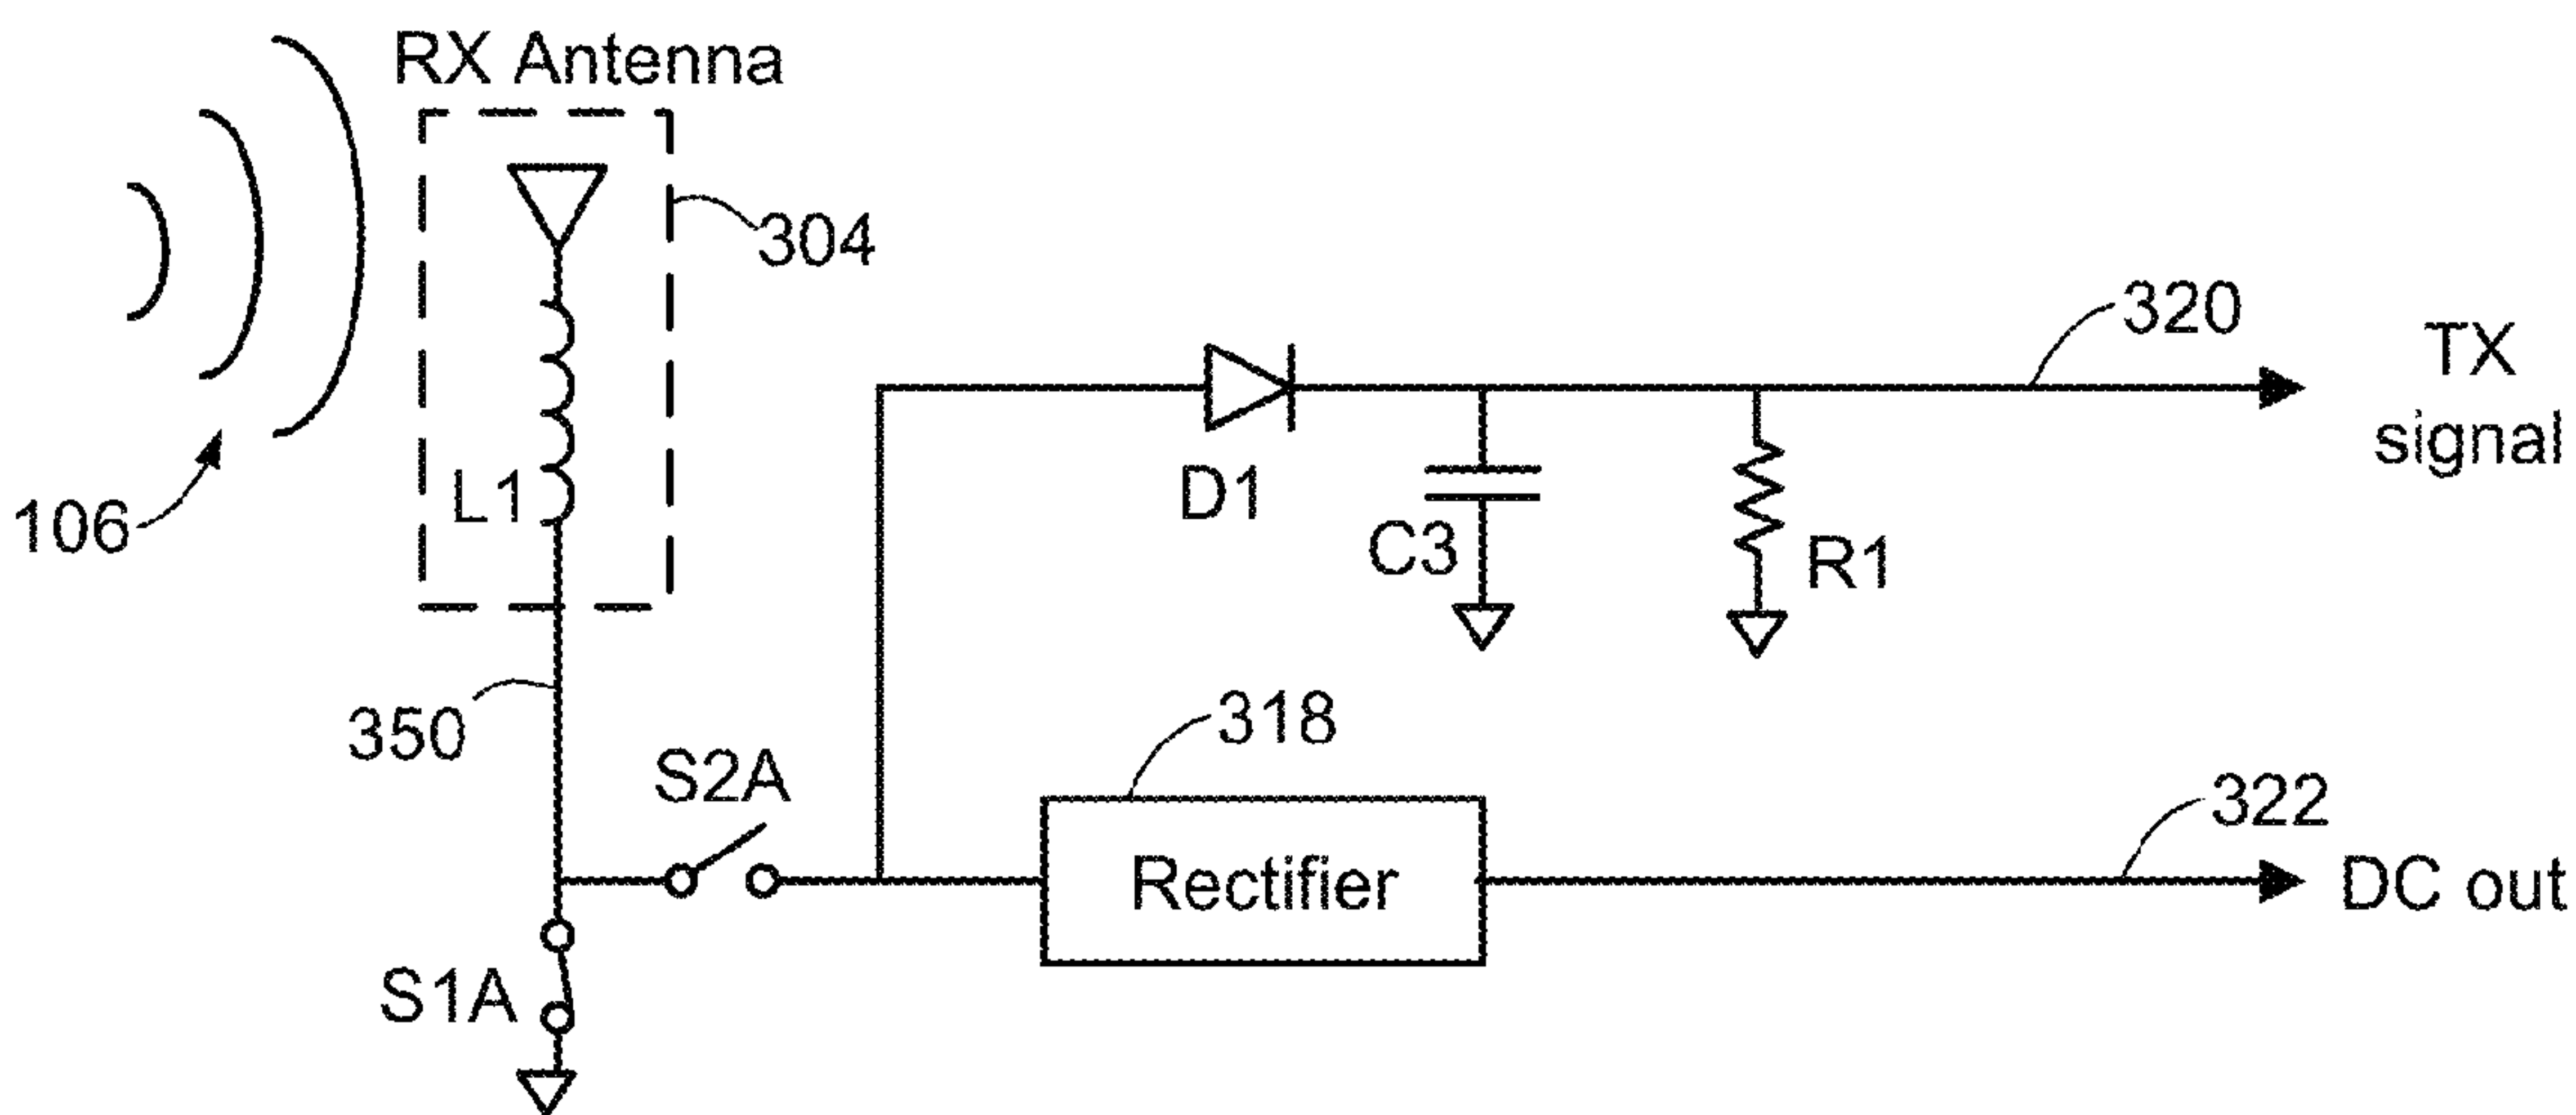 RX Antenna
304
320
TX
signal
L1
D1
106
C3
R1
350
318
S2A
322
Rectifier
DC out
S1A